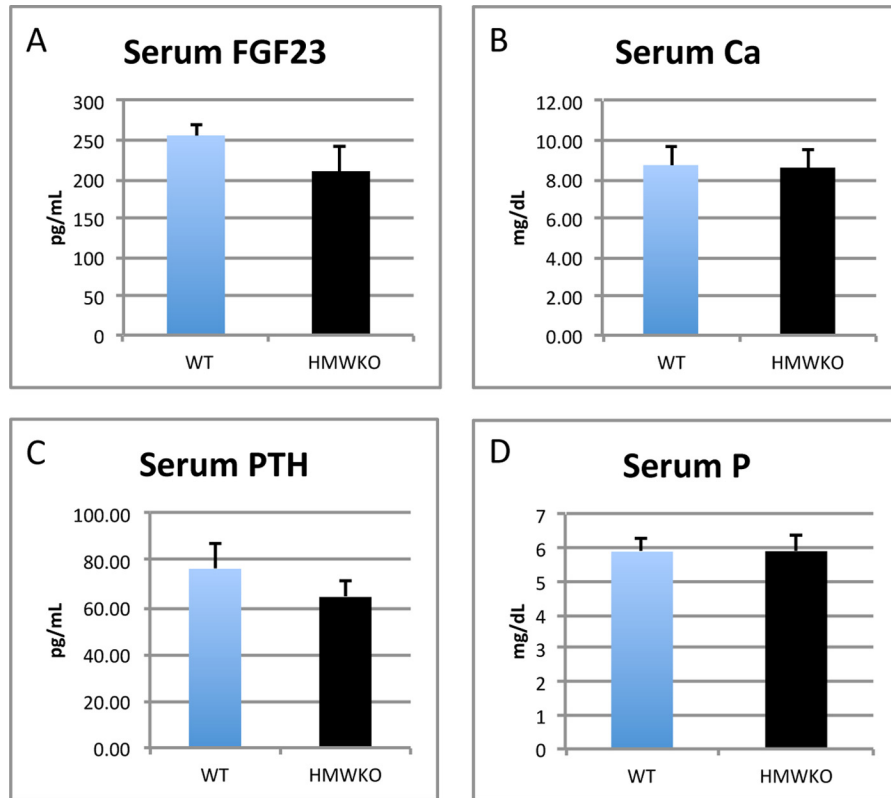 A
Serum FGF23
300
250
200
150
100
50
0
pg/mL
WT
HMWKO
B
Serum Ca
12.00
10.00
8.00
6.00
4.00
2.00
0.00
mg/dL
WT
HMWKO
C
Serum PTH
100.00
80.00
60.00
40.00
20.00
0.00
pg/mL
WT
HMWKO
D
Serum P
7
6
5
4
3
2
1
0
mg/dL
WT
HMWKO